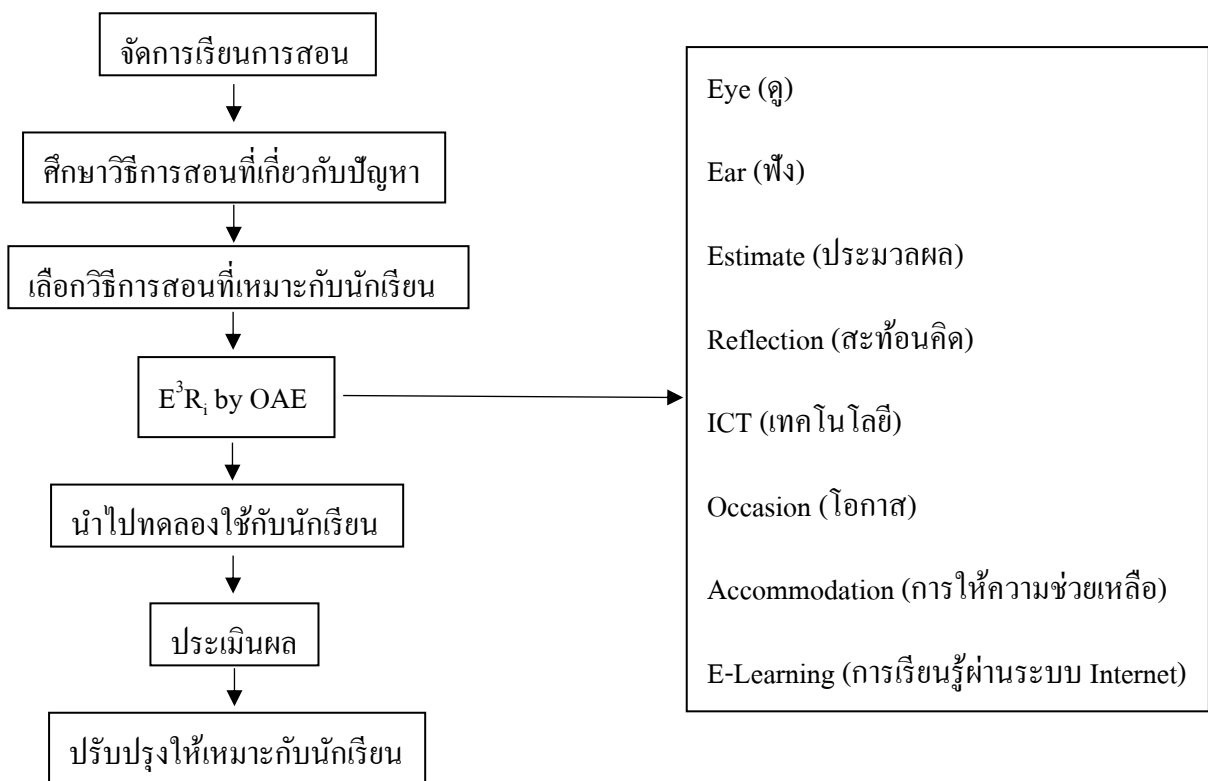 จัดการเรียนการสอน
ศึกษาวิธีการสอนที่เกี่ยวกับปัญหา
เลือกวิธีการสอนที่เหมาะกับนักเรียน
E³Rᵢ by OAE
นำไปทดลองใช้กับนักเรียน
ประเมินผล
ปรับปรุงให้เหมาะกับนักเรียน
Eye (ดู)
Ear (ฟัง)
Estimate (ประมวลผล)
Reflection (สะท้อนคิด)
ICT (เทคโนโลยี)
Occasion (โอกาส)
Accommodation (การให้ความช่วยเหลือ)
E-Learning (การเรียนรู้ผ่านระบบ Internet)